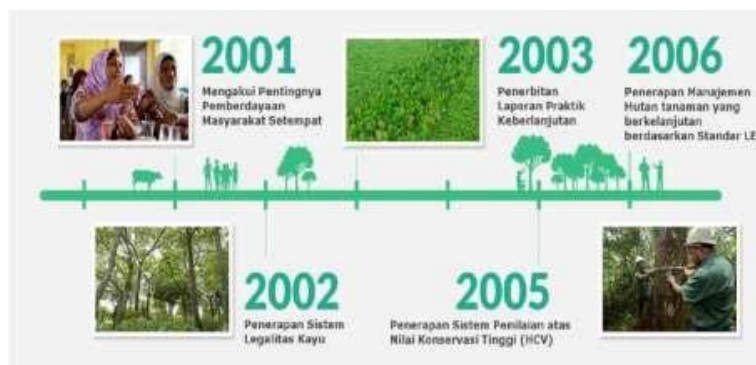 2001
Mengakui Pentingnya
Pemberdayaan
Masyarakat Setempat
2003
Penerbitan
Laporan Praktik
Keberlanjutan
2006
Penerapan Manajemen
Hutan tanaman yang
berkelanjutan
berdasarkan Standar LE
2002
Penerapan Sistem
Legalitas Kayu
2005
Penerapan Sistem Penilaian atas
Nilai Konservasi Tinggi (HCV)